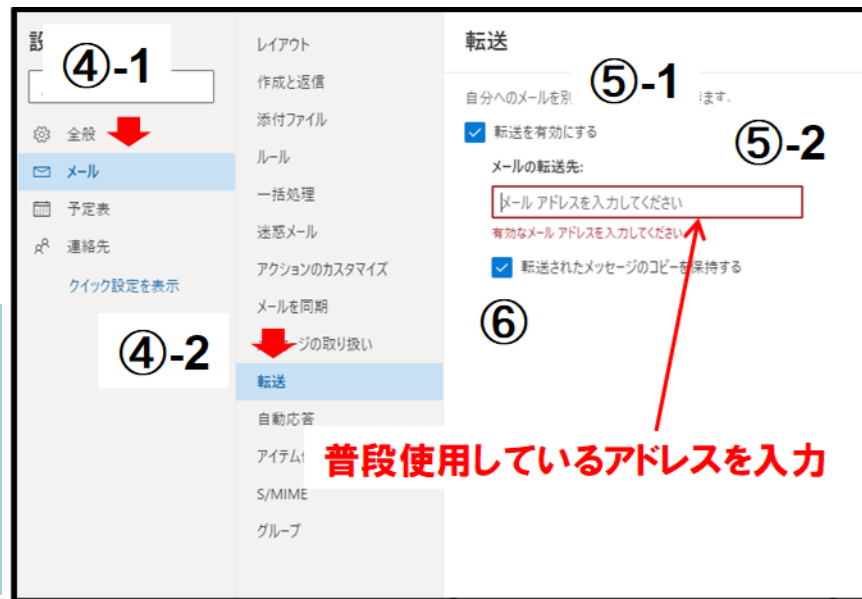 設
④-1
全般
メール
予定表
連絡先
クイック設定を表示
④-2
レイアウト
作成と返信
添付ファイル
ルール
一括処理
迷惑メール
アクションのカスタマイズ
メールを同期
ージの取り扱い
転送
自動応答
アイテム
S/MIME
グループ
転送
自分へのメールを別
ます。
⑤-1
転送を有効にする
⑤-2
メールの転送先:
メール アドレスを入力してください
有効なメール アドレスを入力してください
転送されたメッセージのコピーを保持する
⑥
普段使用しているアドレスを入力